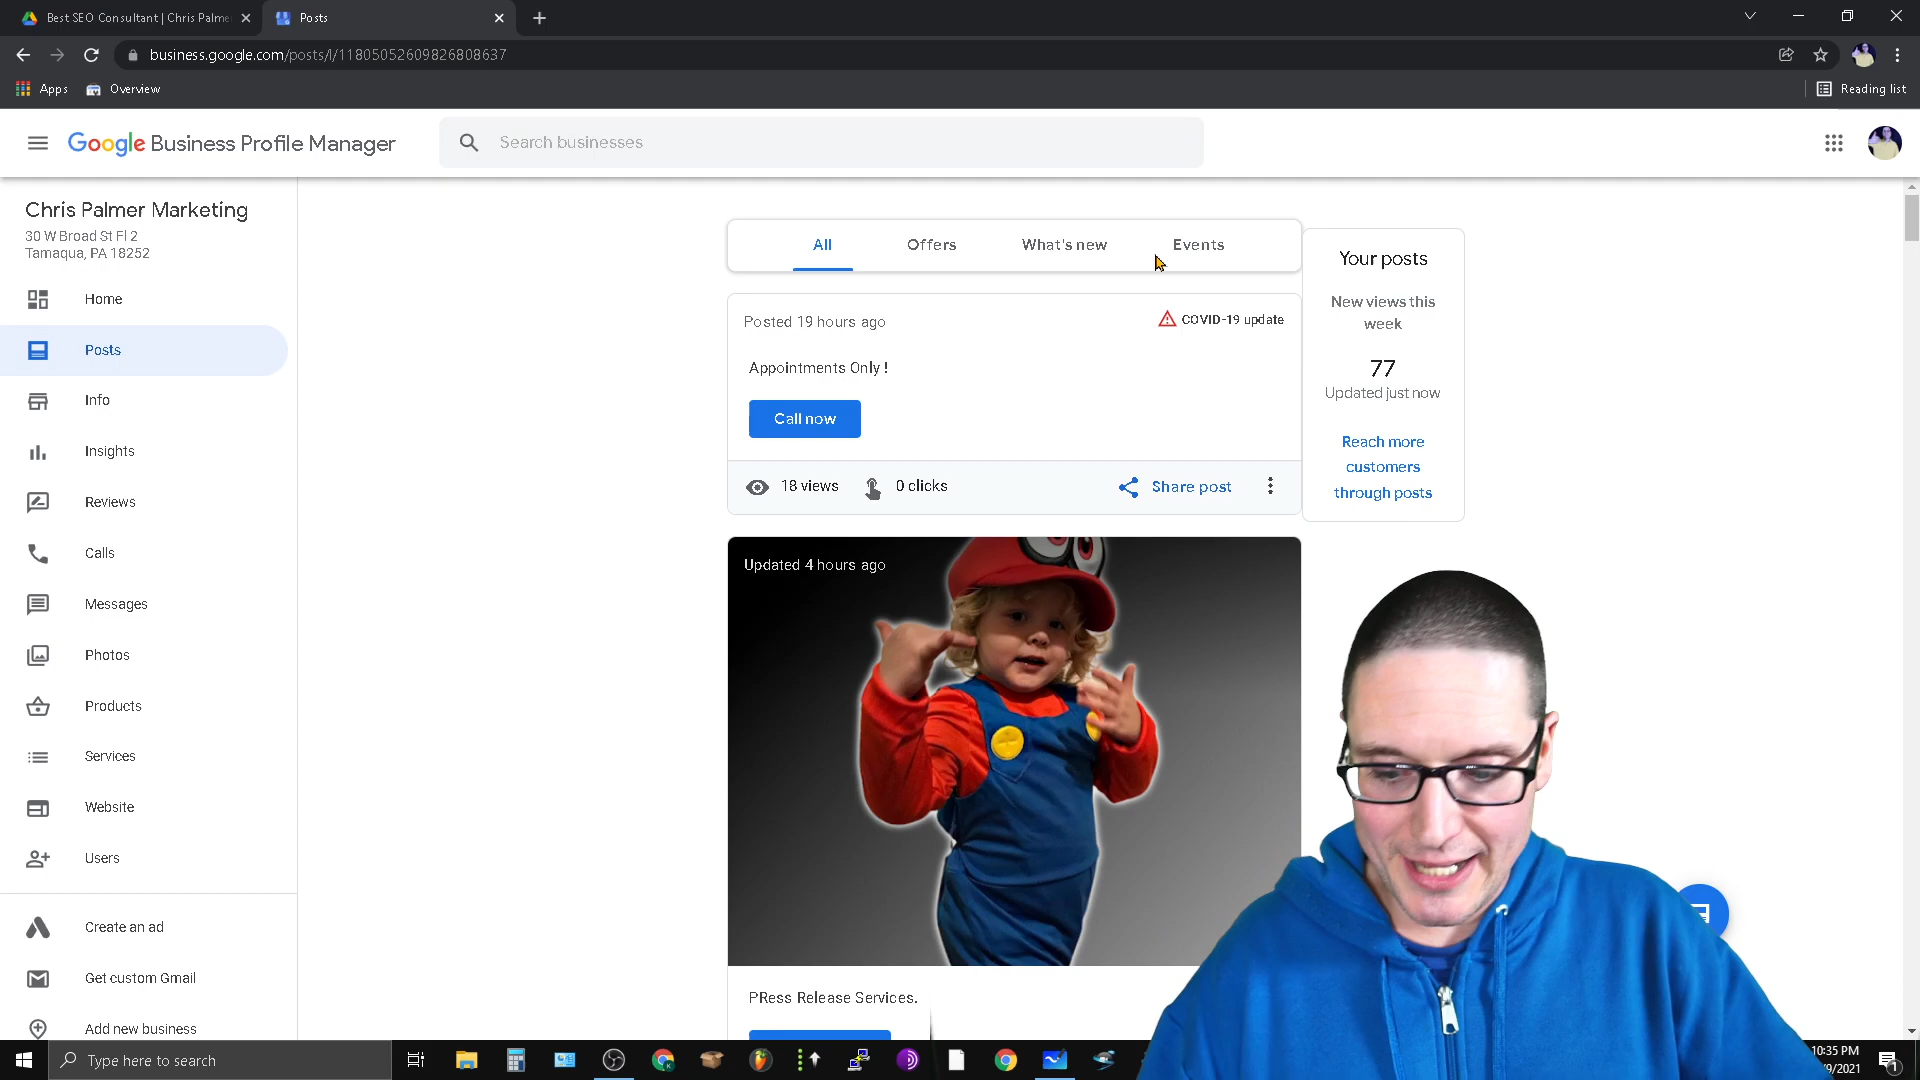 Best SEO Consultant | Chris Palme
Posts
business.google.com/posts/l/11805052609826808637
Apps
Overview
Reading list
Google Business Profile Manager
Search businesses
Chris Palmer Marketing
30 W Broad St Fl 2
Tamaqua, PA 18252
Home
Posts
Info
Insights
Reviews
Calls
Messages
Photos
Products
Services
Website
Users
Create an ad
Get custom Gmail
Add new business
All
Offers
What's new
Events
Posted 19 hours ago
COVID-19 update
Appointments Only !
Call now
18 views
0 clicks
Share post
Updated 4 hours ago
PRess Release Services.
Your posts
New views this
week
77
Updated just now
Reach more
customers
through posts
Type here to search
10:35 PM
/9/2021
1